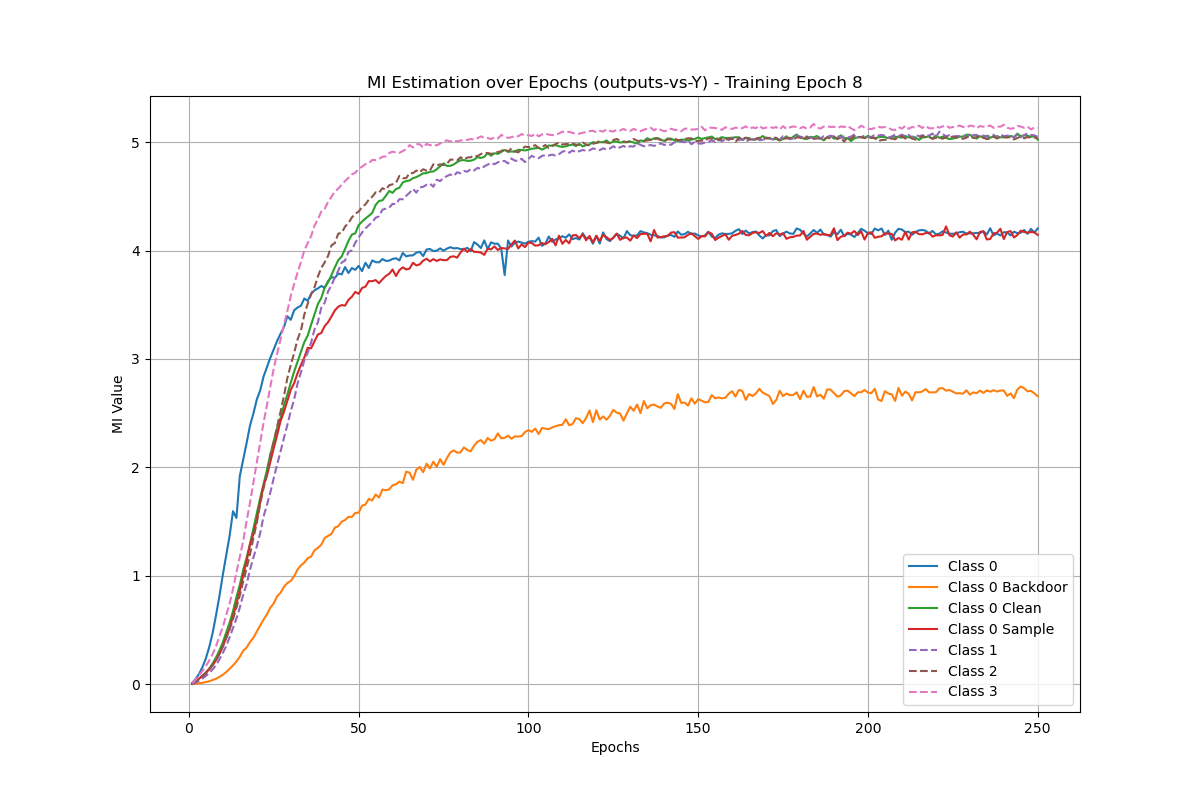 MI Estimation over Epochs (outputs-vs-Y) - Training Epoch 8
MI Value
5
4
3
2
1
0
0 50 100 150 200 250
Epochs
Class 0
Class 0 Backdoor
Class 0 Clean
Class 0 Sample
Class 1
Class 2
Class 3